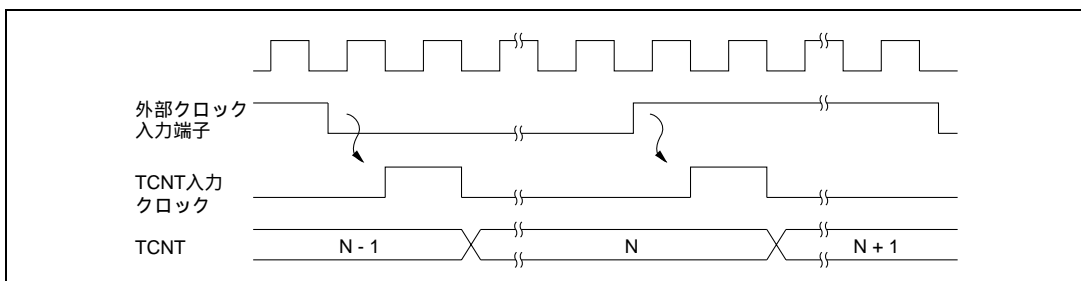 外部クロック
入力端子
TCNT入力
クロック
TCNT
N - 1
N
N + 1